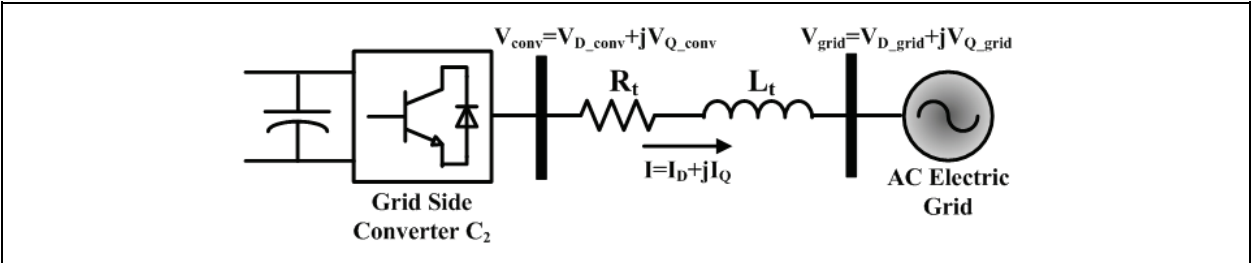 V_conv=V_D_conv+jV_Q_conv
V_grid=V_D_grid+jV_Q_grid
R_t
L_t
I=I_D+jI_Q
Grid Side
Converter C_2
AC Electric
Grid